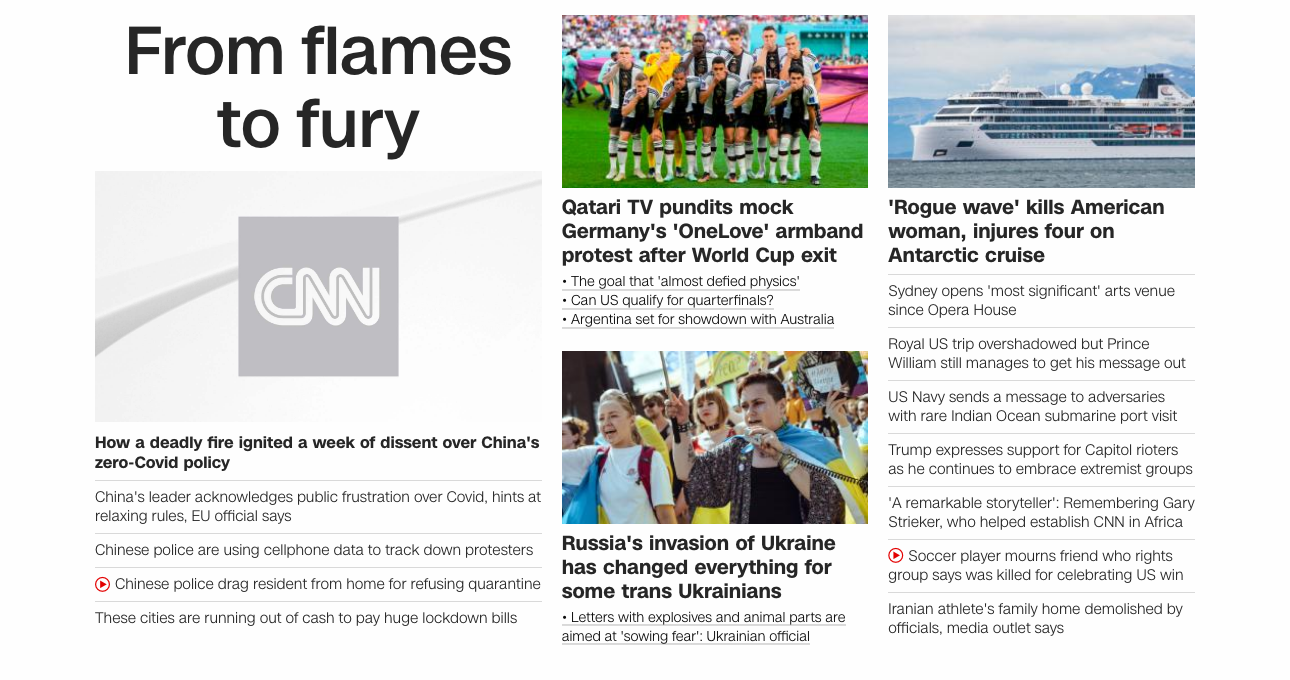 From flames
to fury
CNN
How a deadly fire ignited a week of dissent over China's
zero-Covid policy
China's leader acknowledges public frustration over Covid, hints at
relaxing rules, EU official says
Chinese police are using cellphone data to track down protesters
Chinese police drag resident from home for refusing quarantine
These cities are running out of cash to pay huge lockdown bills
Qatari TV pundits mock
Germany's 'OneLove' armband
protest after World Cup exit
• The goal that 'almost defied physics'
• Can US qualify for quarterfinals?
• Argentina set for showdown with Australia
Russia's invasion of Ukraine
has changed everything for
some trans Ukrainians
• Letters with explosives and animal parts are
aimed at 'sowing fear': Ukrainian official
'Rogue wave' kills American
woman, injures four on
Antarctic cruise
Sydney opens 'most significant' arts venue
since Opera House
Royal US trip overshadowed but Prince
William still manages to get his message out
US Navy sends a message to adversaries
with rare Indian Ocean submarine port visit
Trump expresses support for Capitol rioters
as he continues to embrace extremist groups
'A remarkable storyteller': Remembering Gary
Strieker, who helped establish CNN in Africa
Soccer player mourns friend who rights
group says was killed for celebrating US win
Iranian athlete's family home demolished by
officials, media outlet says